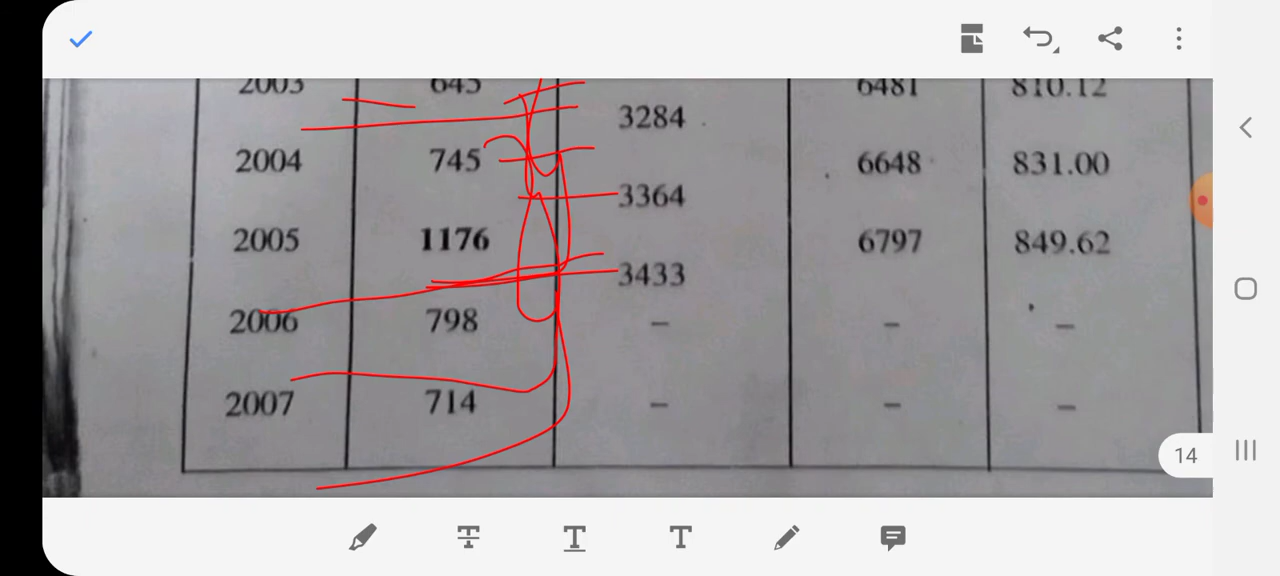 2003 645 6481 810.12
3284
2004 745 6648 831.00
3364
2005 1176 6797 849.62
3433
2006 798 – – –
2007 714 – – –
14
T T T